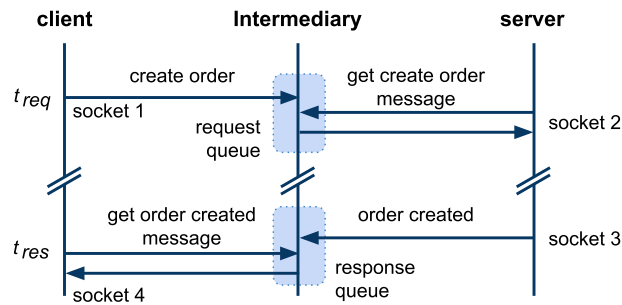 client
Intermediary
server
create order
get create order
message
t req
socket 1
request
queue
socket 2
get order created
message
order created
t res
socket 3
response
queue
socket 4